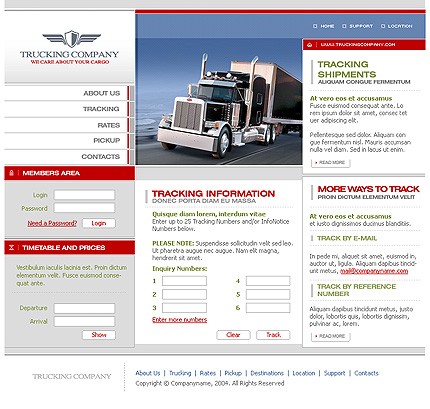 HOME
SUPPORT
LOCATION
TRUCKING COMPANY
WE CARE ABOUT YOUR CARGO
WWW.TRUCKINGCOMPANY.COM
ABOUT US
TRACKING
RATES
PICKUP
CONTACTS
TRACKING
SHIPMENTS
ALIQUAM CONGUE FERMENTUM
At vero eos et accusamus
Fusce euismod consequat ante. Lo
rem ipsum dolor sit amet, consec tet
uer adipiscing elit.
Pellentesque sed dolor. Aliquam con
gue fermentum nisl. Mauris accumsan
nulla vel diam. Sed in lacus ut enim.
READ MORE
MEMBERS AREA
Login
Password
Need a Password?
Login
TIMETABLE AND PRICES
Vestibulum iaculis lacinia est. Proin dictum
elementum velit. Fusce euismod conse-
quat ante.
Departure
Arrival
Show
TRACKING INFORMATION
DONEC PORTA DIAM EU MASSA
Quisque diam lorem, interdum vitae
Enter up to 25 Tracking Numbers and/or InfoNotice
Numbers below.
PLEASE NOTE: Suspendisse sollicitudin velit sed leo.
Ut pharetra augue nec augue. Nam elit magna,
hendrerit sit amet.
Inquiry Numbers:
1
4
2
5
3
6
Enter more numbers
Clear
Track
MORE WAYS TO TRACK
PROIN DICTUM ELEMENTUM VELIT
At vero eos et accusamus
et iusto dignissimos ducimus blanditiis.
TRACK BY E-MAIL
In pede mi, aliquet sit amet, euismod in,
auctor ut, ligula. Aliquam dapibus tincid-
unt metus, mail@companyname.com
TRACK BY REFERENCE
NUMBER
Aliquam dapibus tincidunt metus, justo
dolor, lobortis quis, lobortis dignissim,
pulvinar ac, lorem.
READ MORE
TRUCKING COMPANY
About Us | Trucking | Rates | Pickup | Destinations | Location | Support | Contacts
Copyright © Companyname, 2004. All Rights Reserved